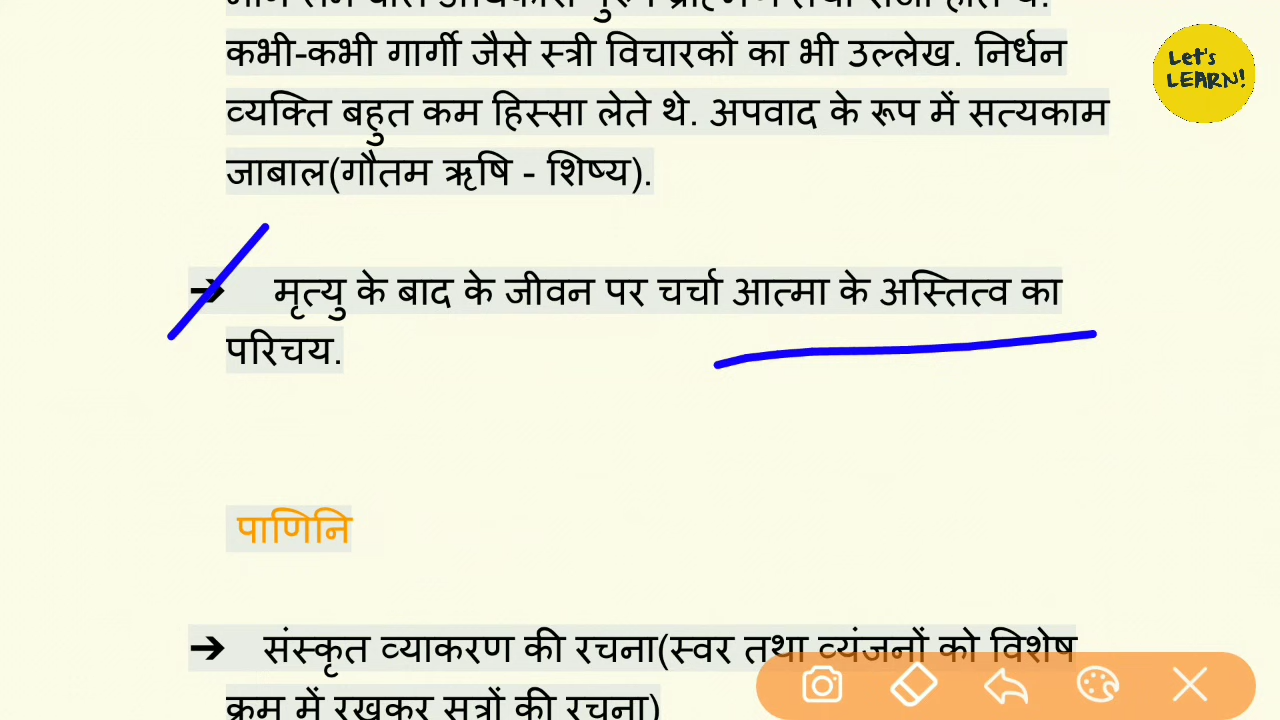 कभी-कभी गार्गी जैसे स्त्री विचारकों का भी उल्लेख. निर्धन
व्यक्ति बहुत कम हिस्सा लेते थे. अपवाद के रूप में सत्यकाम
जाबाल(गौतम ऋषि - शिष्य).
➔ मृत्यु के बाद के जीवन पर चर्चा आत्मा के अस्तित्व का
परिचय.
पाणिनि
➔ संस्कृत व्याकरण की रचना(स्वर तथा व्यंजनों को विशेष
क्रम में रखकर सूत्रों की रचना)
Let's
LEARN!